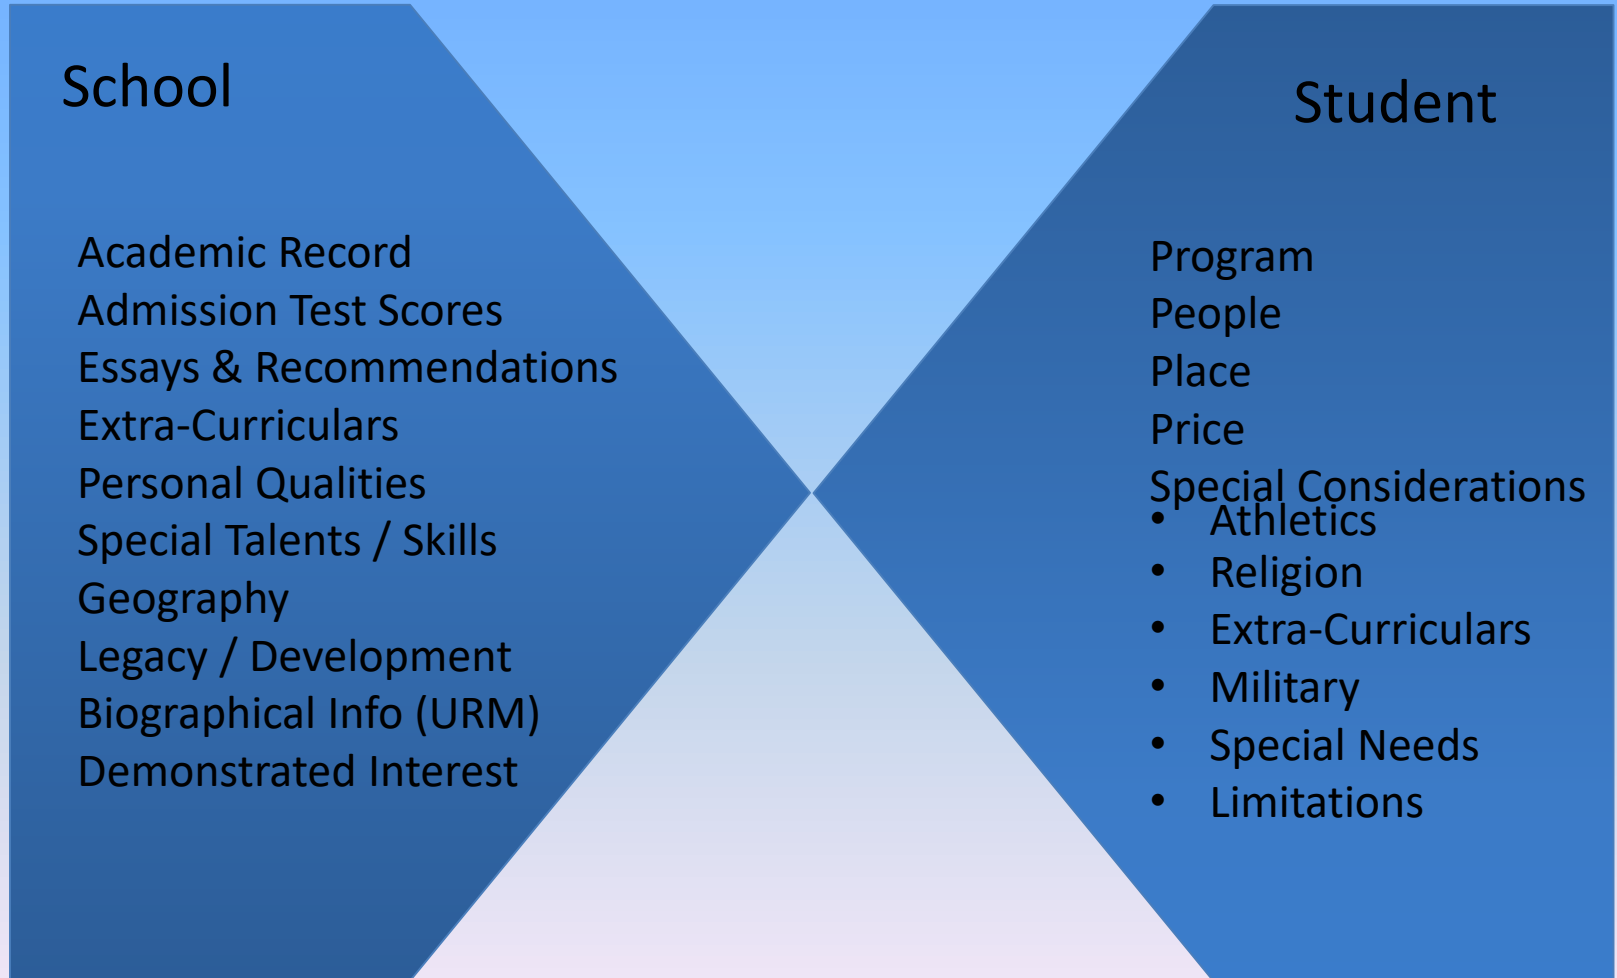 School
Academic Record
Admission Test Scores
Essays & Recommendations
Extra-Curriculars
Personal Qualities
Special Talents / Skills
Geography
Legacy / Development
Biographical Info (URM)
Demonstrated Interest
Student
Program
People
Place
Price
Special Considerations
• Athletics
• Religion
• Extra-Curriculars
• Military
• Special Needs
• Limitations